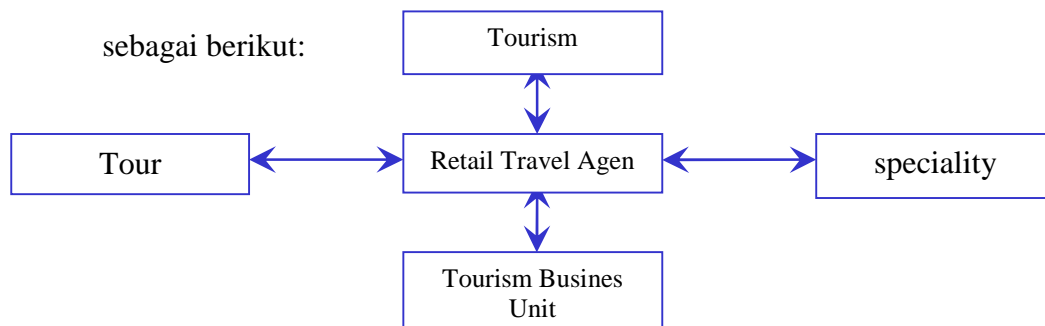 sebagai berikut:
Tourism
Tour
Retail Travel Agen
speciality
Tourism Busines
Unit